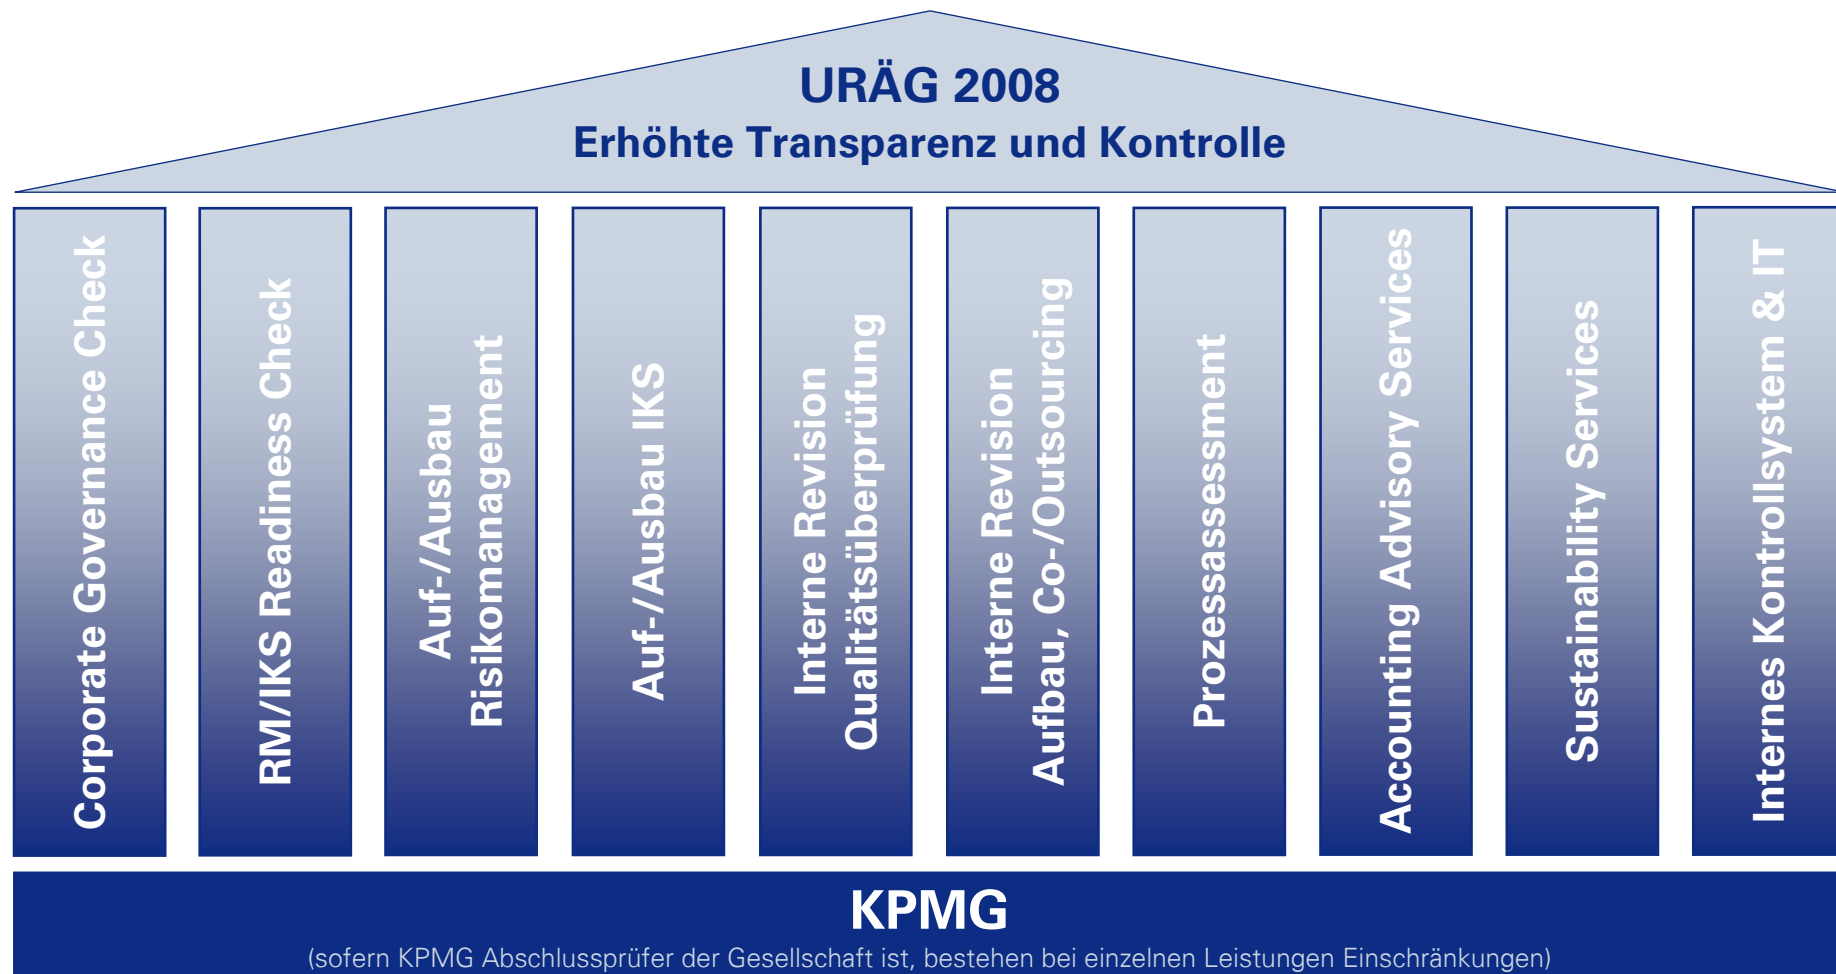 URÄG 2008
Erhöhte Transparenz und Kontrolle
Corporate Governance Check
RM/IKS Readiness Check
Auf-/Ausbau
Risikomanagement
Auf-/Ausbau IKS
Interne Revision
Qualitätsüberprüfung
Interne Revision
Aufbau, Co-/Outsourcing
Prozessassessment
Accounting Advisory Services
Sustainability Services
Internes Kontrollsystem & IT
KPMG
(sofern KPMG Abschlussprüfer der Gesellschaft ist, bestehen bei einzelnen Leistungen Einschränkungen)